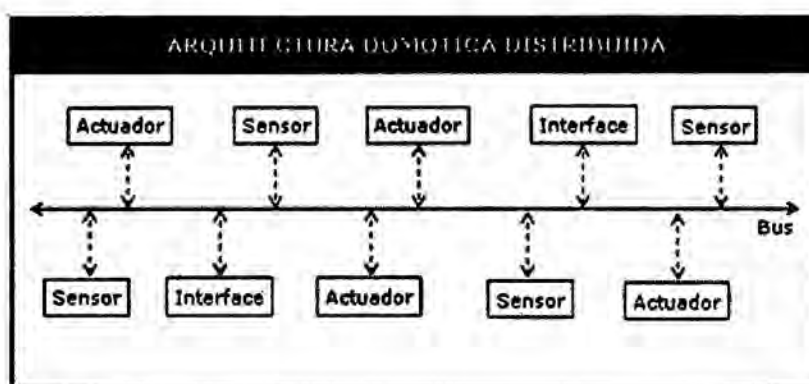 ARQUITECTURA DOMOTICA DISTRIBUIDA
Actuador Sensor Actuador Interface Sensor
Bus
Sensor Interface Actuador Sensor Actuador